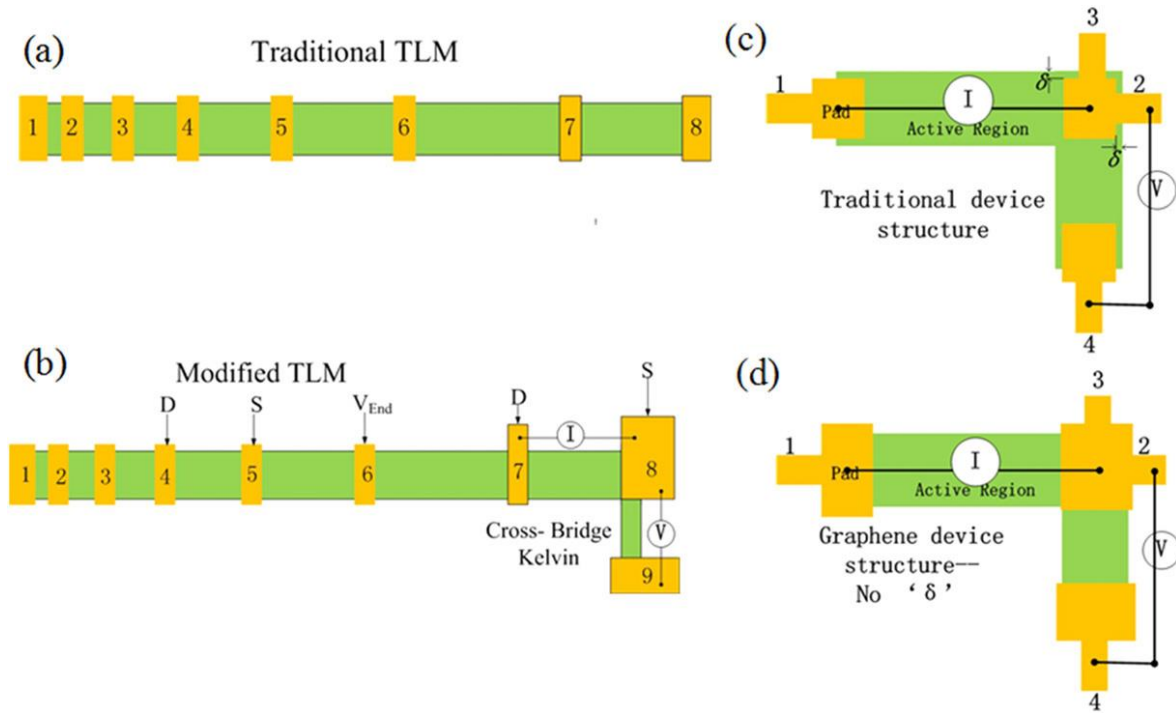 (a)
Traditional TLM
1 2 3 4 5 6 7 8
(b)
Modified TLM
D S V_End D S
I
1 2 3 4 5 6 7 8
V
Cross- Bridge
Kelvin
9
(c)
3
1 2
δ
I
Pad
Active Region
δ
V
Traditional device
structure
4
(d)
3
1 2
I
Pad
Active Region
Graphene device
structure--
No ‘δ’
V
4